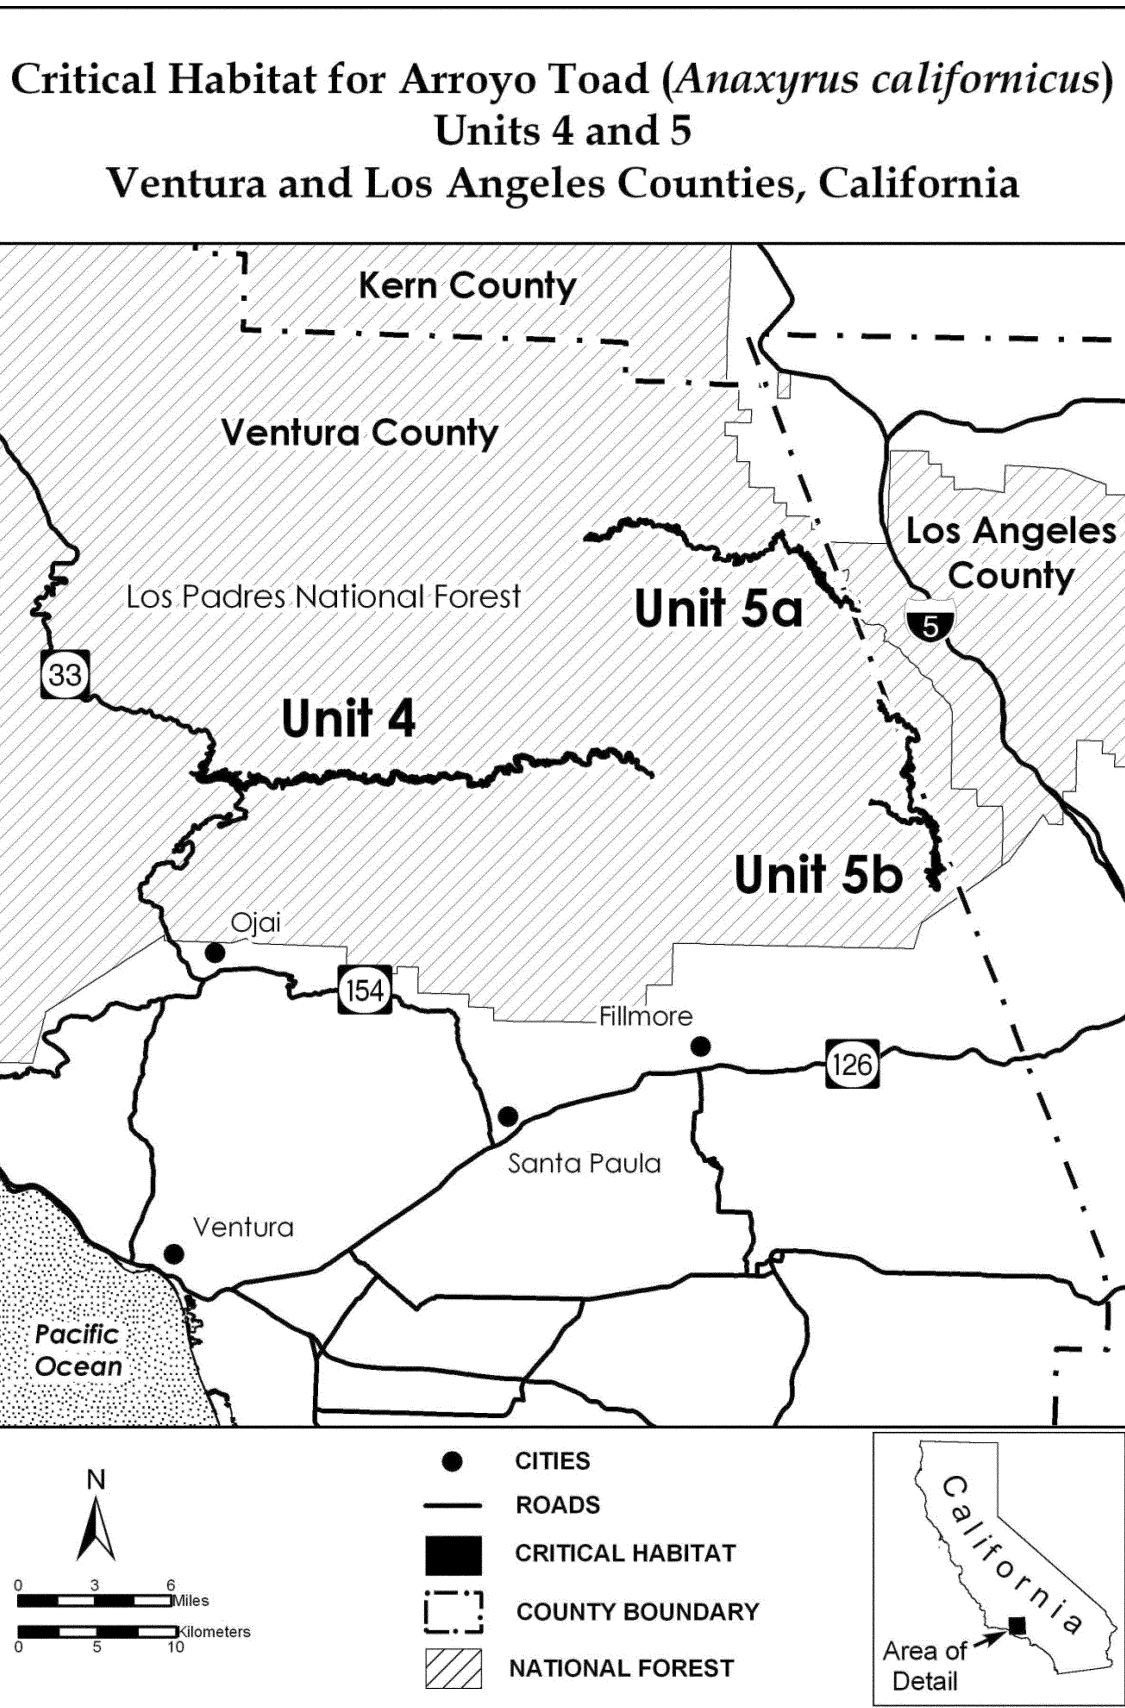 Critical Habitat for Arroyo Toad (Anaxyrus californicus)
Units 4 and 5
Ventura and Los Angeles Counties, California
Kern County
Ventura County
Los Angeles
County
Los Padres National Forest
Unit 5a
5
33
Unit 4
Unit 5b
Ojai
154
Fillmore
126
Santa Paula
Ventura
Pacific
Ocean
N
0 3 6
Miles
Kilometers
0 5 10
CITIES
ROADS
CRITICAL HABITAT
COUNTY BOUNDARY
NATIONAL FOREST
California
Area of
Detail